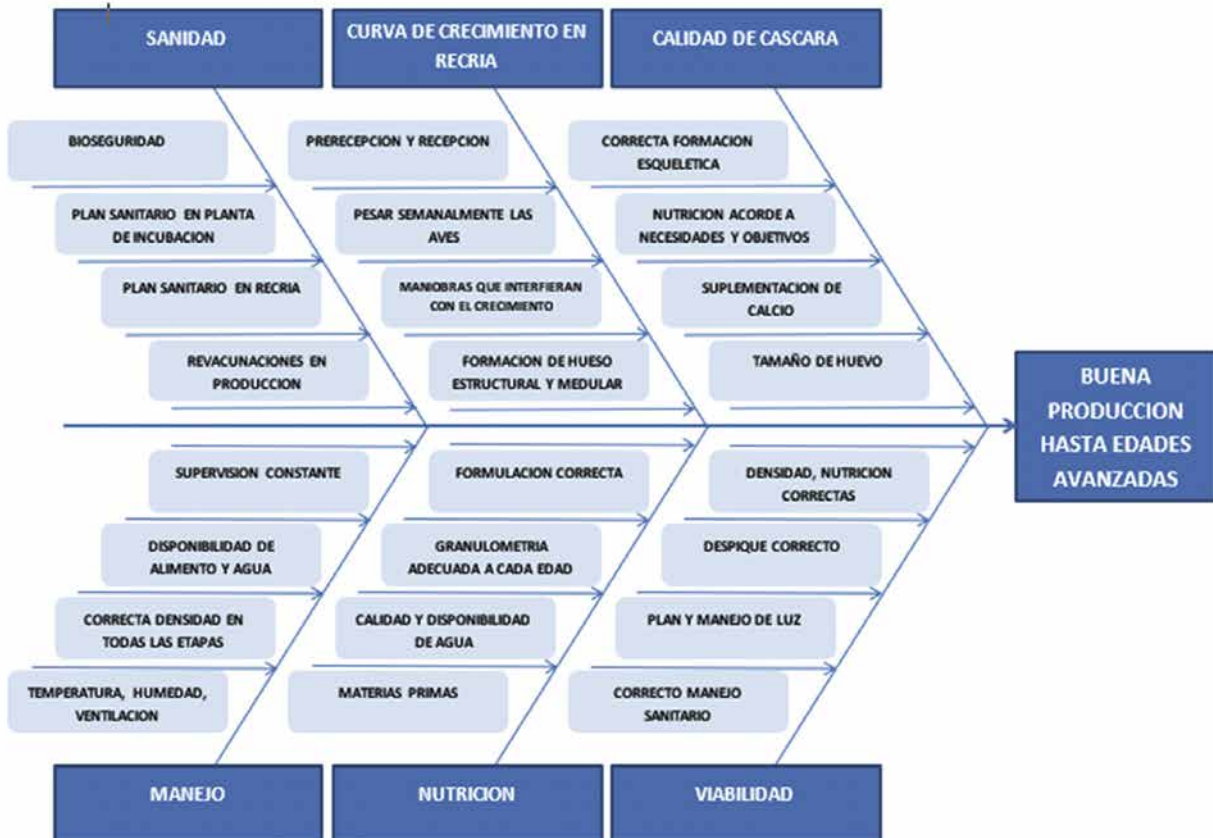 SANIDAD
CURVA DE CRECIMIENTO EN
RECRIA
CALIDAD DE CASCARA
BIOSEGURIDAD
PRERECEPCION Y RECEPCION
CORRECTA FORMACION
ESQUELETICA
PLAN SANITARIO EN PLANTA
DE INCUBACION
PESAR SEMANALMENTE LAS
AVES
NUTRICION ACORDE A
NECESIDADES Y OBJETIVOS
PLAN SANITARIO EN RECRIA
MANIOBRAS QUE INTERFIERAN
CON EL CRECIMIENTO
SUPLEMENTACION DE
CALCIO
REVACUNACIONES EN
PRODUCCION
FORMACION DE HUESO
ESTRUCTURAL Y MEDULAR
TAMAÑO DE HUEVO
BUENA
PRODUCCION
HASTA EDADES
AVANZADAS
SUPERVISION CONSTANTE
FORMULACION CORRECTA
DENSIDAD, NUTRICION
CORRECTAS
DISPONIBILIDAD DE
ALIMENTO Y AGUA
GRANULOMETRIA
ADECUADA A CADA EDAD
DESPIQUE CORRECTO
CORRECTA DENSIDAD EN
TODAS LAS ETAPAS
CALIDAD Y DISPONIBILIDAD
DE AGUA
PLAN Y MANEJO DE LUZ
TEMPERATURA, HUMEDAD,
VENTILACION
MATERIAS PRIMAS
CORRECTO MANEJO
SANITARIO
MANEJO
NUTRICION
VIABILIDAD